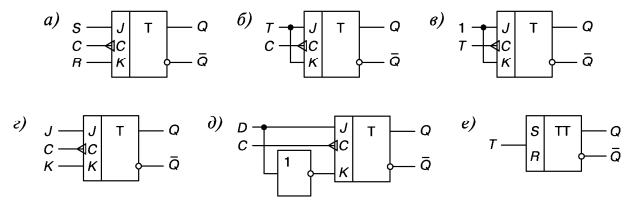 а) S J T Q
C C
R K Q̅
б) T J T Q
C C
K Q̅
в) 1 J T Q
T C
K Q̅
г) J J T Q
C C
K K Q̅
д) D J T Q
C C
1 K Q̅
е) T S TT Q
R Q̅